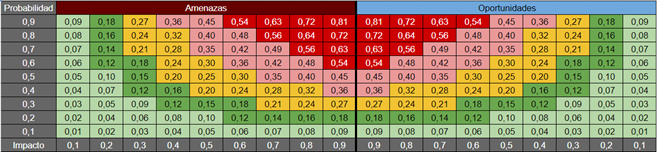 Probabilidad Amenazas Oportunidades
0,9 0,09 0,18 0,27 0,36 0,45 0,54 0,63 0,72 0,81 0,81 0,72 0,63 0,54 0,45 0,36 0,27 0,18 0,09
0,8 0,08 0,16 0,24 0,32 0,40 0,48 0,56 0,64 0,72 0,72 0,64 0,56 0,48 0,40 0,32 0,24 0,16 0,08
0,7 0,07 0,14 0,21 0,28 0,35 0,42 0,49 0,56 0,63 0,63 0,56 0,49 0,42 0,35 0,28 0,21 0,14 0,07
0,6 0,06 0,12 0,18 0,24 0,30 0,36 0,42 0,48 0,54 0,54 0,48 0,42 0,36 0,30 0,24 0,18 0,12 0,06
0,5 0,05 0,10 0,15 0,20 0,25 0,30 0,35 0,40 0,45 0,45 0,40 0,35 0,30 0,25 0,20 0,15 0,10 0,05
0,4 0,04 0,07 0,12 0,16 0,20 0,24 0,28 0,32 0,36 0,36 0,32 0,28 0,24 0,20 0,16 0,12 0,07 0,04
0,3 0,03 0,05 0,09 0,12 0,15 0,18 0,21 0,24 0,27 0,27 0,24 0,21 0,18 0,15 0,12 0,09 0,05 0,03
0,2 0,02 0,04 0,06 0,08 0,10 0,12 0,14 0,16 0,18 0,18 0,16 0,14 0,12 0,10 0,08 0,06 0,04 0,02
0,1 0,01 0,02 0,03 0,04 0,05 0,06 0,07 0,08 0,09 0,09 0,08 0,07 0,06 0,05 0,04 0,03 0,02 0,01
Impacto 0,1 0,2 0,3 0,4 0,5 0,6 0,7 0,8 0,9 0,9 0,8 0,7 0,6 0,5 0,4 0,3 0,2 0,1